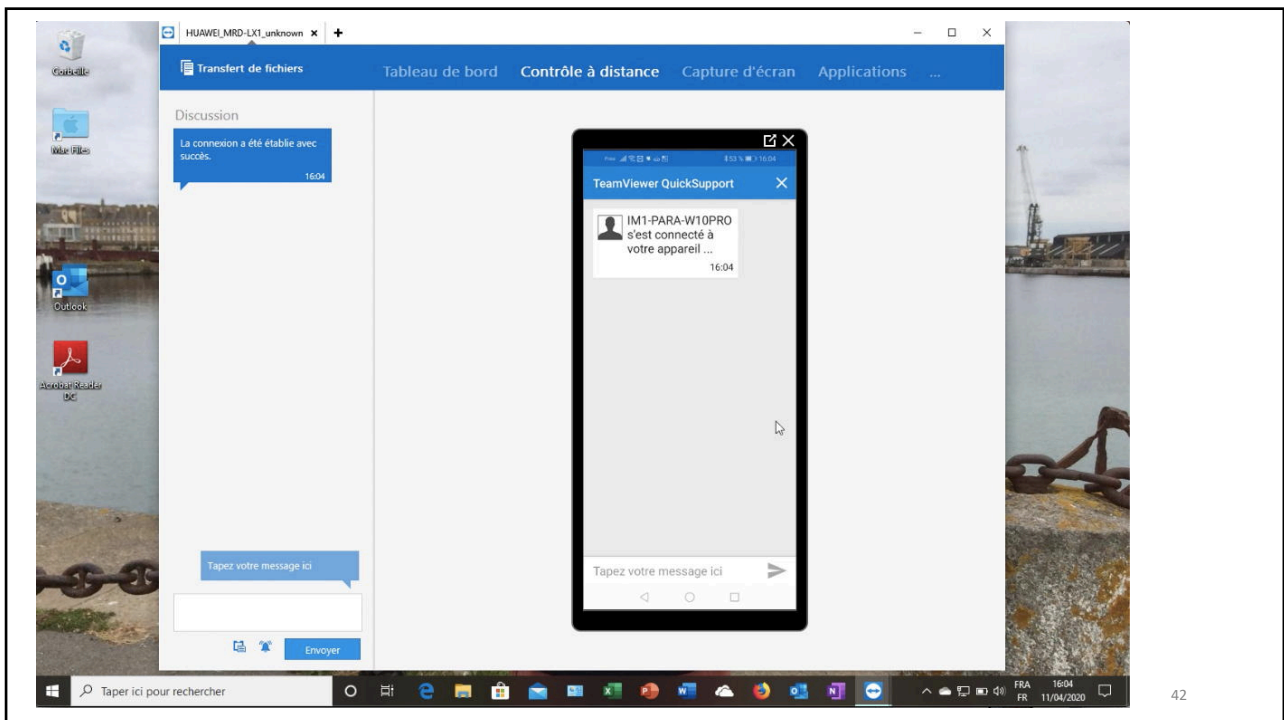 HUAWEI_MRD-LX1_unknown
Transfert de fichiers
Tableau de bord Contrôle à distance Capture d'écran Applications ...
Corbeille
Mac Files
Outlook
Acrobat Reader
DC
Discussion
La connexion a été établie avec
succès.
16:04
Tapez votre message ici
Envoyer
53 % 16:04
TeamViewer QuickSupport
IM1-PARA-W10PRO
s'est connecté à
votre appareil ...
16:04
Tapez votre message ici
Taper ici pour rechercher
FRA
FR
16:04
11/04/2020
42